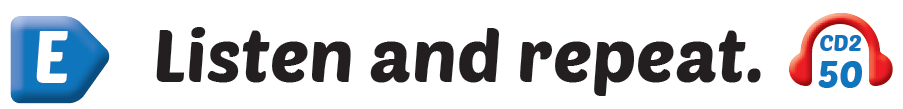 E Listen and repeat. CD2
50